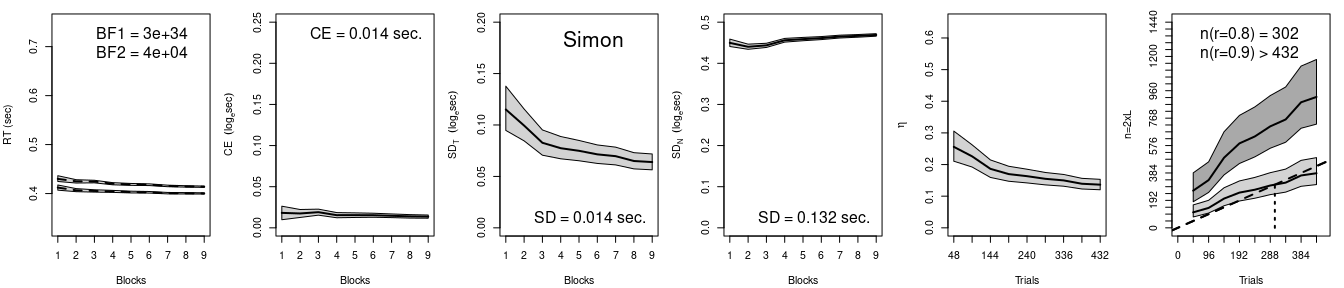 RT (sec)
0.4
0.5
0.6
0.7
BF1 = 3e+34
BF2 = 4e+04
1 2 3 4 5 6 7 8 9
Blocks
CE (logesec)
0.00
0.05
0.10
0.15
0.20
0.25
CE = 0.014 sec.
1 2 3 4 5 6 7 8 9
Blocks
SDT (logesec)
0.00
0.05
0.10
0.15
0.20
Simon
SD = 0.014 sec.
1 2 3 4 5 6 7 8 9
Blocks
SDN (logesec)
0.0
0.1
0.2
0.3
0.4
0.5
SD = 0.132 sec.
1 2 3 4 5 6 7 8 9
Blocks
η
0.0
0.1
0.2
0.3
0.4
0.5
0.6
48 144 240 336 432
Trials
n=2xL
0
192
384
576
768
960
1200
1440
n(r=0.8) = 302
n(r=0.9) > 432
0 96 192 288 384
Trials